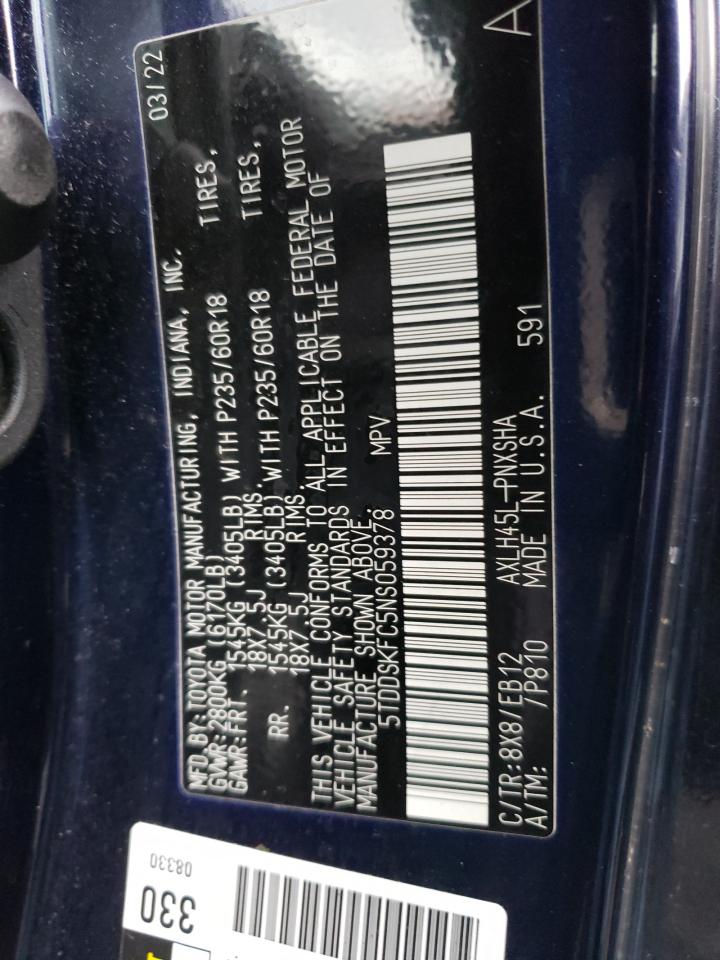 MFD. BY: TOYOTA MOTOR MANUFACTURING, INDIANA, INC. 03/22
GVWR: 2800KG (6170LB)
GAWR: FRT. 1545KG (3405LB) WITH P235/60R18 TIRES,
18X7.5J RIMS.
RR. 1545KG (3405LB) WITH P235/60R18 TIRES,
18X7.5J RIMS.
THIS VEHICLE CONFORMS TO ALL APPLICABLE FEDERAL MOTOR
VEHICLE SAFETY STANDARDS IN EFFECT ON THE DATE OF
MANUFACTURE SHOWN ABOVE.
5TDDSKFC5NS059378 MPV
C/TR: 8X8/EB12 AXLH45L-PNXSHA A
A/TM: /P810 MADE IN U.S.A. 591
08330
330